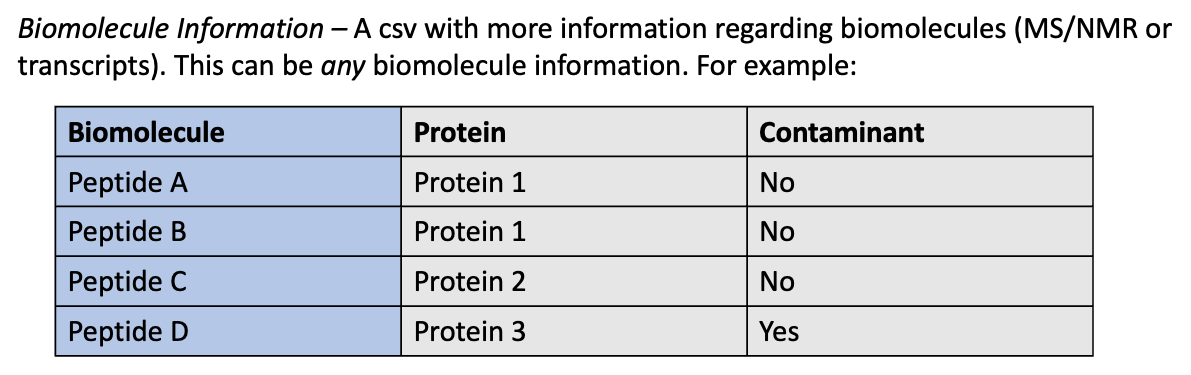 Biomolecule Information – A csv with more information regarding biomolecules (MS/NMR or
transcripts). This can be any biomolecule information. For example:
Biomolecule Protein Contaminant
Peptide A Protein 1 No
Peptide B Protein 1 No
Peptide C Protein 2 No
Peptide D Protein 3 Yes